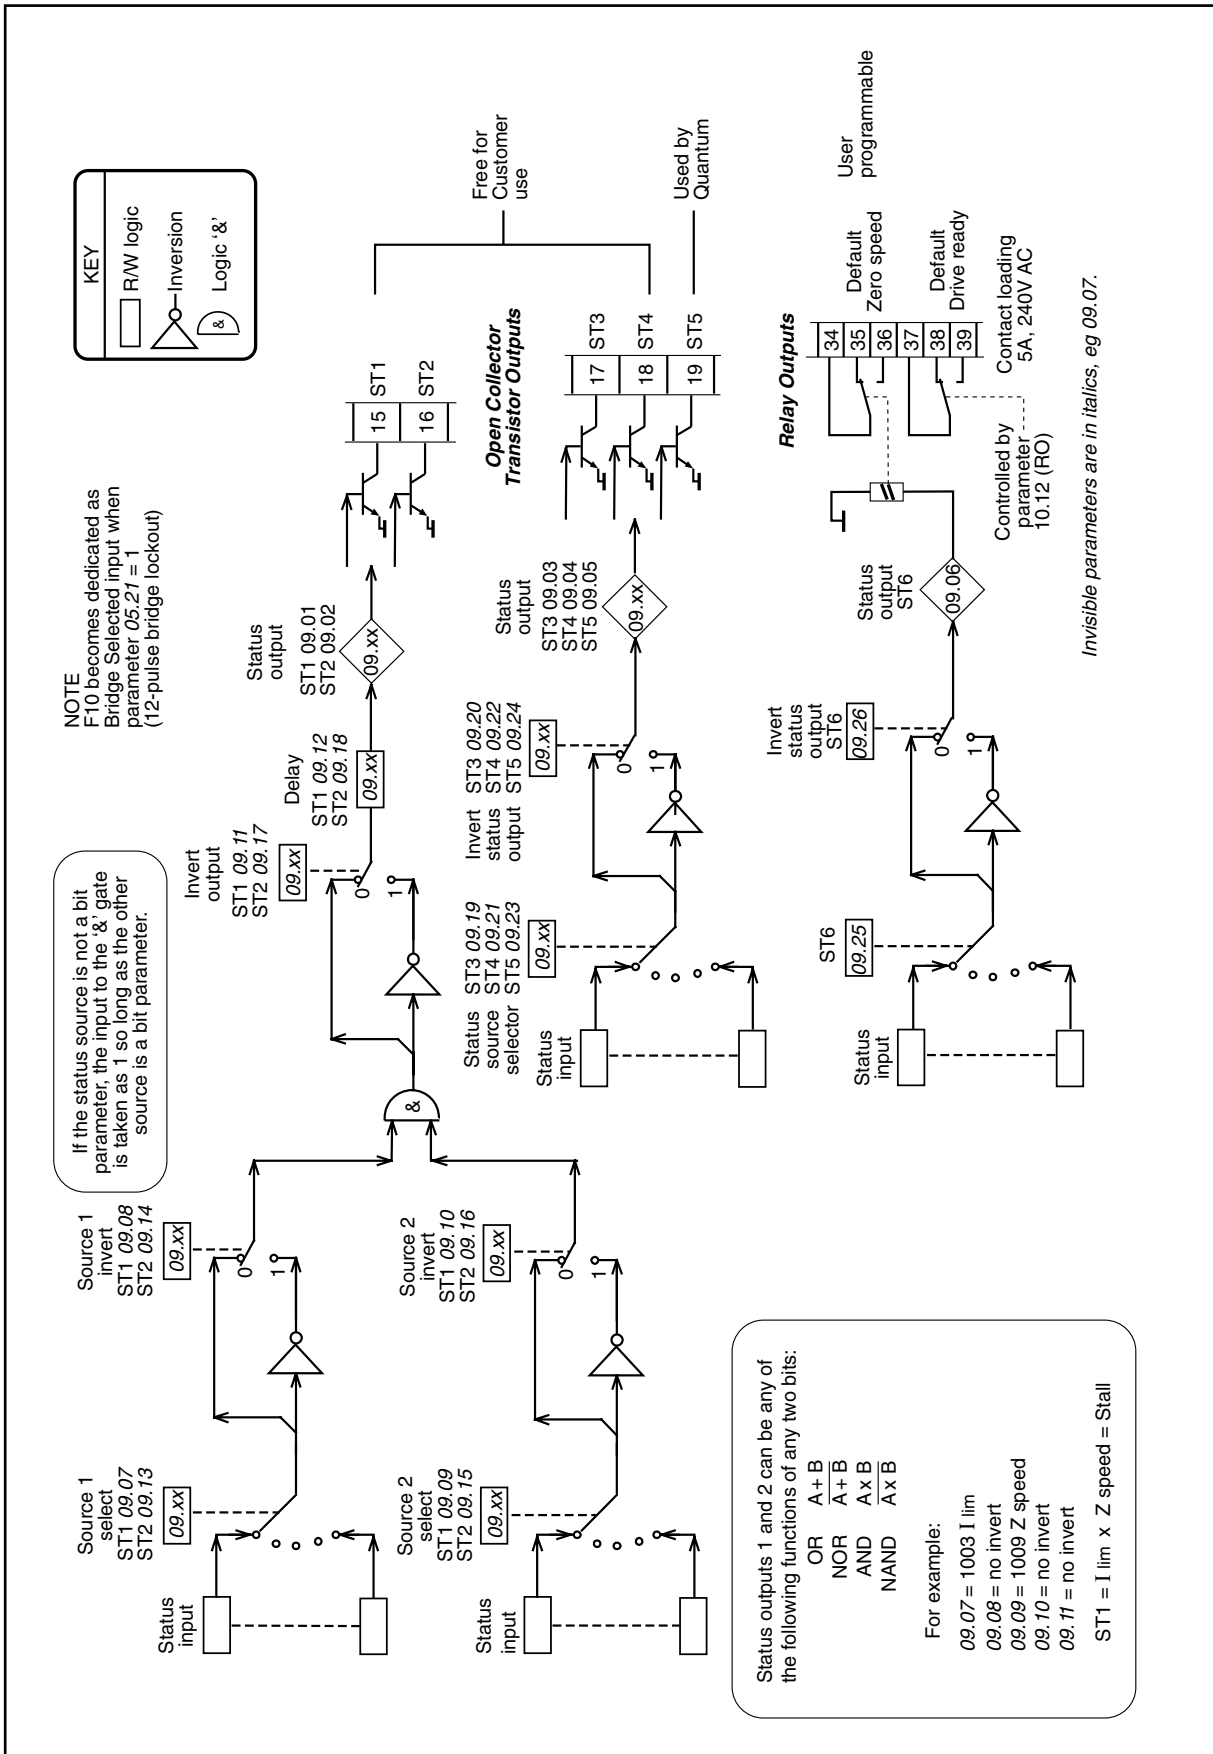 NOTE
F10 becomes dedicated as
Bridge Selected input when
parameter 05.21 = 1
(12-pulse bridge lockout)
KEY
R/W logic
Inversion
&
Logic '&'
If the status source is not a bit
parameter, the input to the '&' gate
is taken as 1 so long as the other
source is a bit parameter.
Source 1
select
ST1 09.07
ST2 09.13
09.xx
Status
input
Source 1
invert
ST1 09.08
ST2 09.14
09.xx
0
1
Source 2
select
ST1 09.09
ST2 09.15
09.xx
Status
input
Source 2
invert
ST1 09.10
ST2 09.16
09.xx
0
1
&
Invert
output
ST1 09.11
ST2 09.17
09.xx
0
1
Delay
ST1 09.12
ST2 09.18
09.xx
Status
output
ST1 09.01
ST2 09.02
09.xx
15 ST1
16 ST2
Open Collector
Transistor Outputs
Status
source
selector
ST3 09.19
ST4 09.21
ST5 09.23
09.xx
Status
input
Invert
status
output
ST3 09.20
ST4 09.22
ST5 09.24
09.xx
0
1
Status
output
ST3 09.03
ST4 09.04
ST5 09.05
09.xx
17 ST3
18 ST4
19 ST5
Free for
Customer
use
Used by
Quantum
ST6
09.25
Status
input
Invert
status
output
ST6
09.26
0
1
Status
output
ST6
09.06
Relay Outputs
34
35
36
37
38
39
Default
Zero speed
Default
Drive ready
User
programmable
Contact loading
5A, 240V AC
Controlled by
parameter
10.12 (RO)
Invisible parameters are in italics, eg 09.07.
Status outputs 1 and 2 can be any of
the following functions of any two bits:
OR A + B
NOR A + B
AND A x B
NAND A x B
For example:
09.07 = 1003 I lim
09.08 = no invert
09.09 = 1009 Z speed
09.10 = no invert
09.11 = no invert
ST1 = I lim x Z speed = Stall